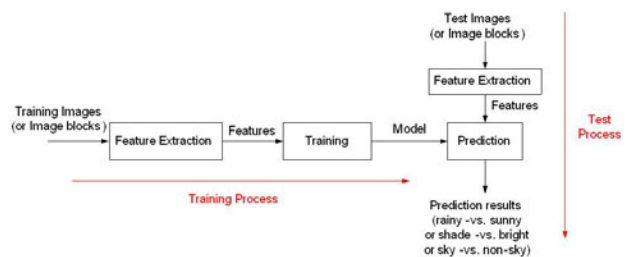 Test Images
(or Image blocks)
Feature Extraction
Features
Training Images
(or Image blocks)
Feature Extraction
Features
Training
Model
Prediction
Test
Process
Training Process
Prediction results
(rainy -vs. sunny
or shade -vs. bright
or sky -vs. non-sky)